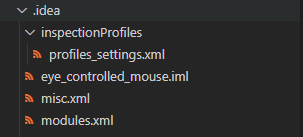 .idea
inspectionProfiles
profiles_settings.xml
eye_controlled_mouse.iml
misc.xml
modules.xml